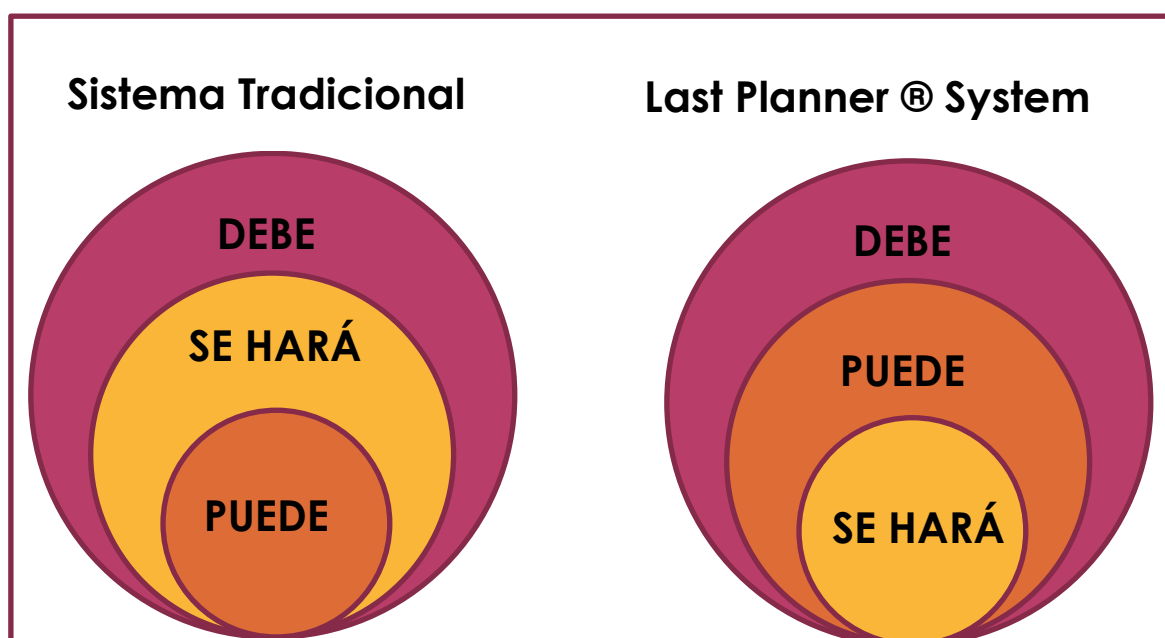 Sistema Tradicional
DEBE
SE HARÁ
PUEDE
Last Planner ® System
DEBE
PUEDE
SE HARÁ